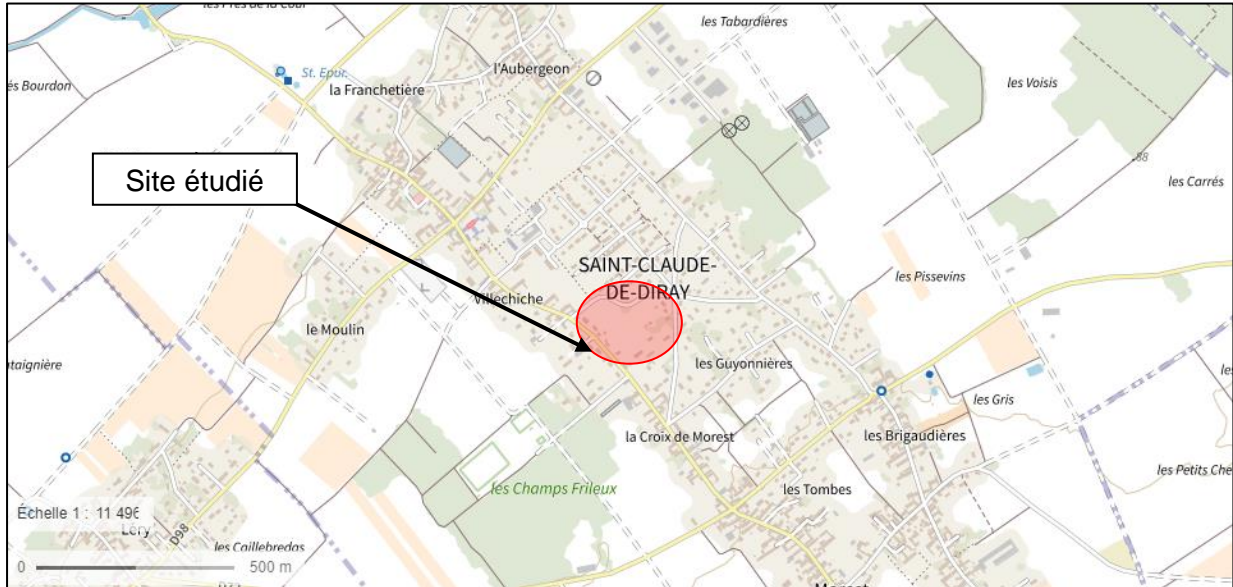 les Prés de la Cour
les Tabardières
l'Aubergeon
St. Epur.
la Franchetière
les Voisis
és Bourdon
88
les Carrés
Site étudié
SAINT-CLAUDE-
DE-DIRAY
les Pissevins
Villechiche
le Moulin
taignière
les Guyonnières
les Gris
la Croix de Morest
les Brigaudières
les Petits Che
les Champs Frileux
les Tombes
Échelle 1 : 11 496
Léry
D98
les Caillebredas
0 500 m
Morest